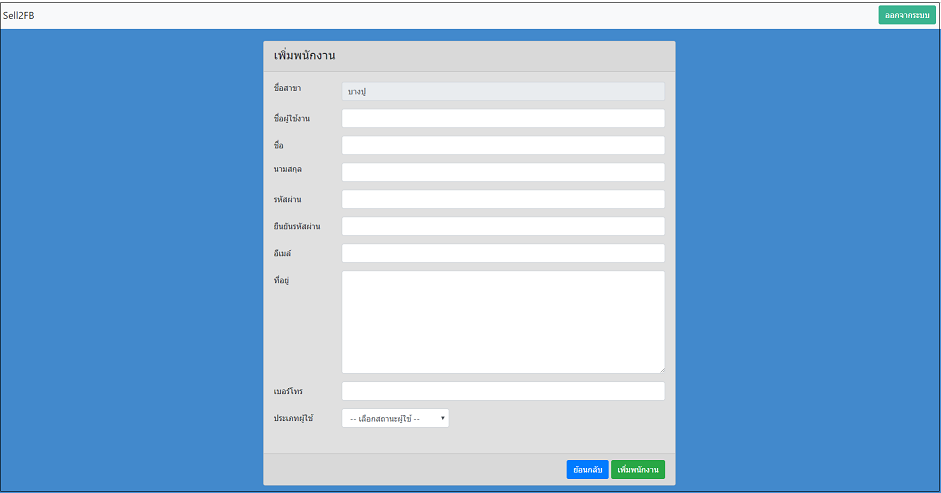 Sell2FB
ออกจากระบบ
เพิ่มพนักงาน
ชื่อสาขา
บางปู
ชื่อผู้ใช้งาน
ชื่อ
นามสกุล
รหัสผ่าน
ยืนยันรหัสผ่าน
อีเมล์
ที่อยู่
เบอร์โทร
ประเภทผู้ใช้
-- เลือกสถานะผู้ใช้ --
ย้อนกลับ
เพิ่มพนักงาน